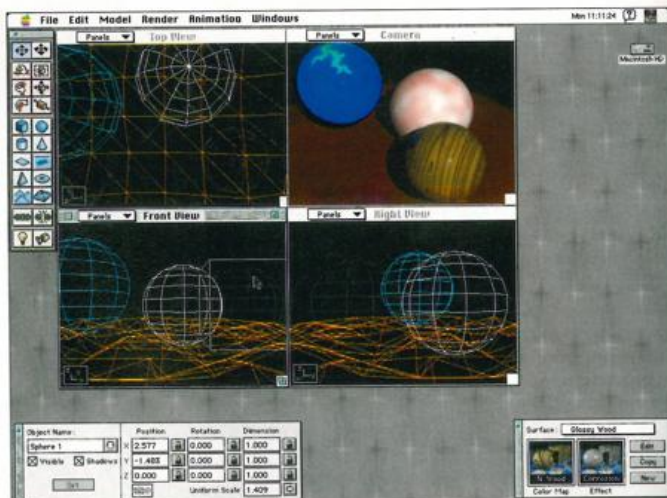 File Edit Model Render Animation Windows
Mon 11:11:24
Panels Top View
Panels Camera
Macintosh HD
Panels Front View
Panels Right View
Object Name:
Sphere 1
Visible Shadows
Set
Position Rotation Dimension
X 2.577 0.000 1.000
Y -1.488 0.000 1.000
Z 0.000 0.000 1.000
Uniform Scale 1.409
Surface: Glossy Wood
N. Wood Corrosion
Color Map Effect
Edit
Copy
New